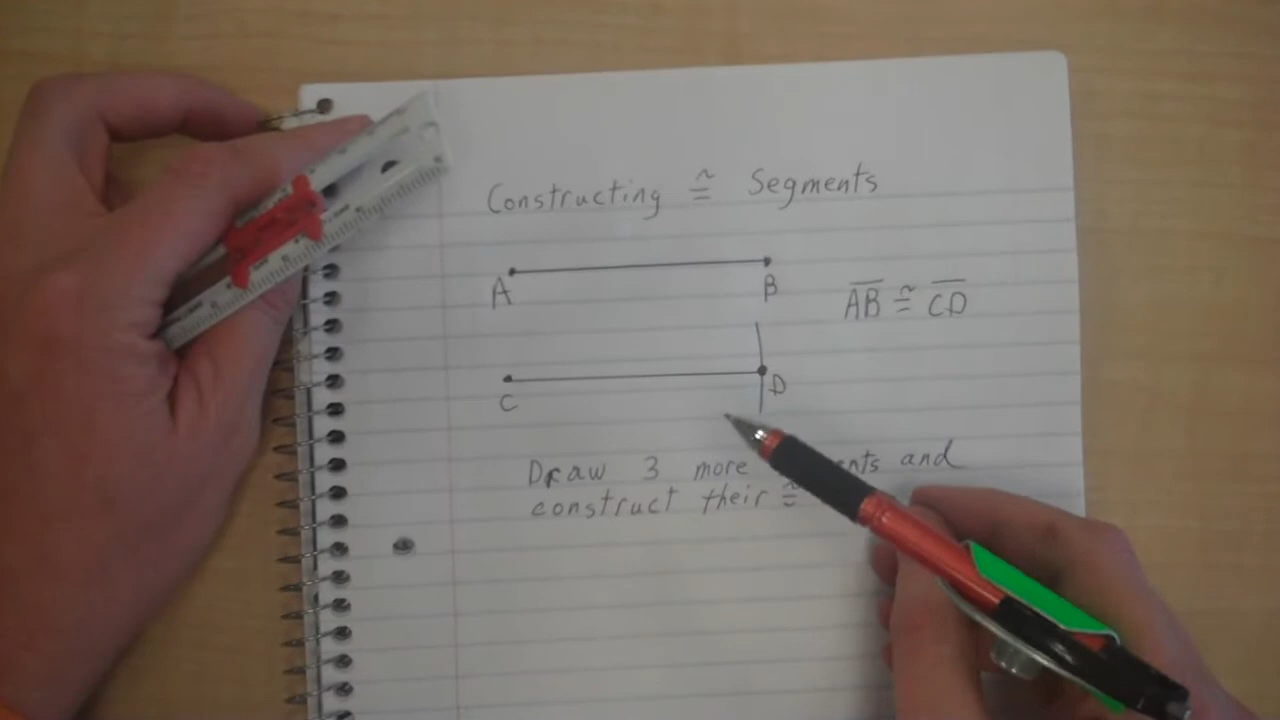 Constructing ≅ Segments
A
B
AB ≅ CD
C
D
Draw 3 more and
construct their ≅